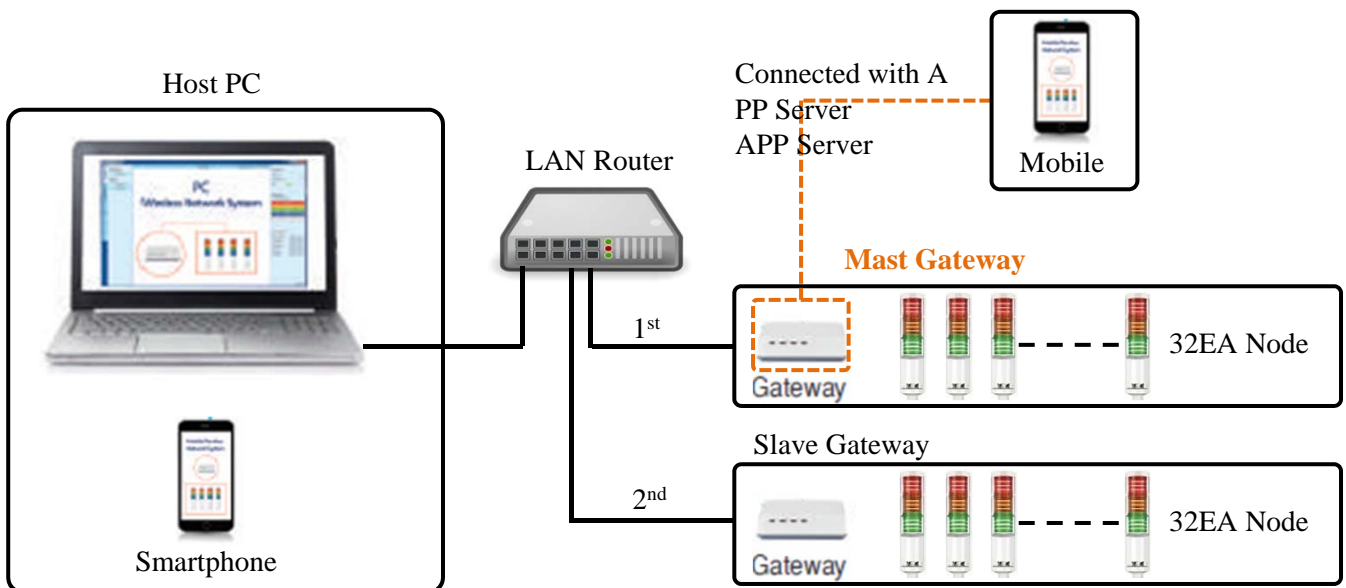 Host PC
PC
Wireless Network System
Smartphone
LAN Router
Connected with A
PP Server
APP Server
Mobile
Mast Gateway
1st
Gateway
32EA Node
Slave Gateway
2nd
Gateway
32EA Node